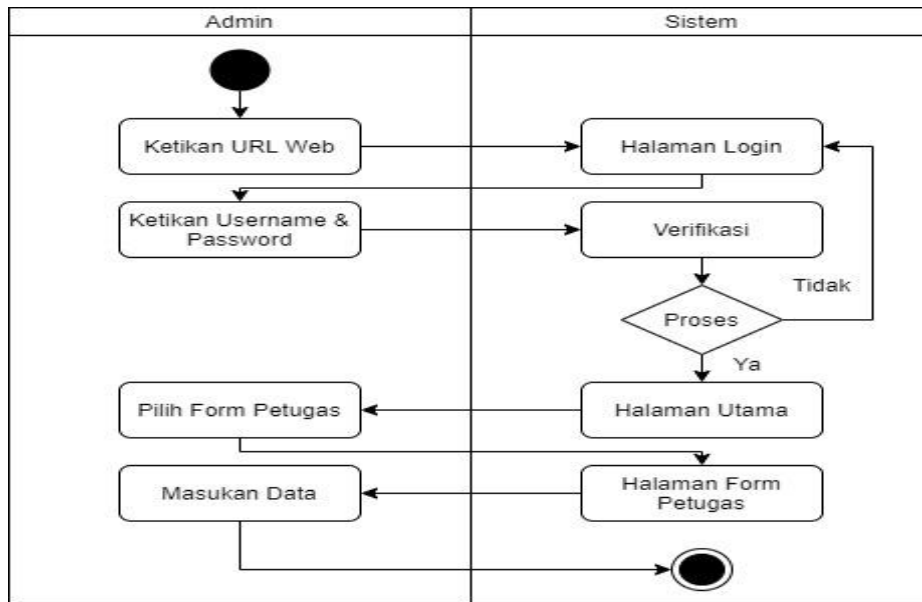 Admin
Sistem
Ketikan URL Web
Halaman Login
Ketikan Username &
Password
Verifikasi
Tidak
Proses
Ya
Pilih Form Petugas
Halaman Utama
Masukan Data
Halaman Form
Petugas